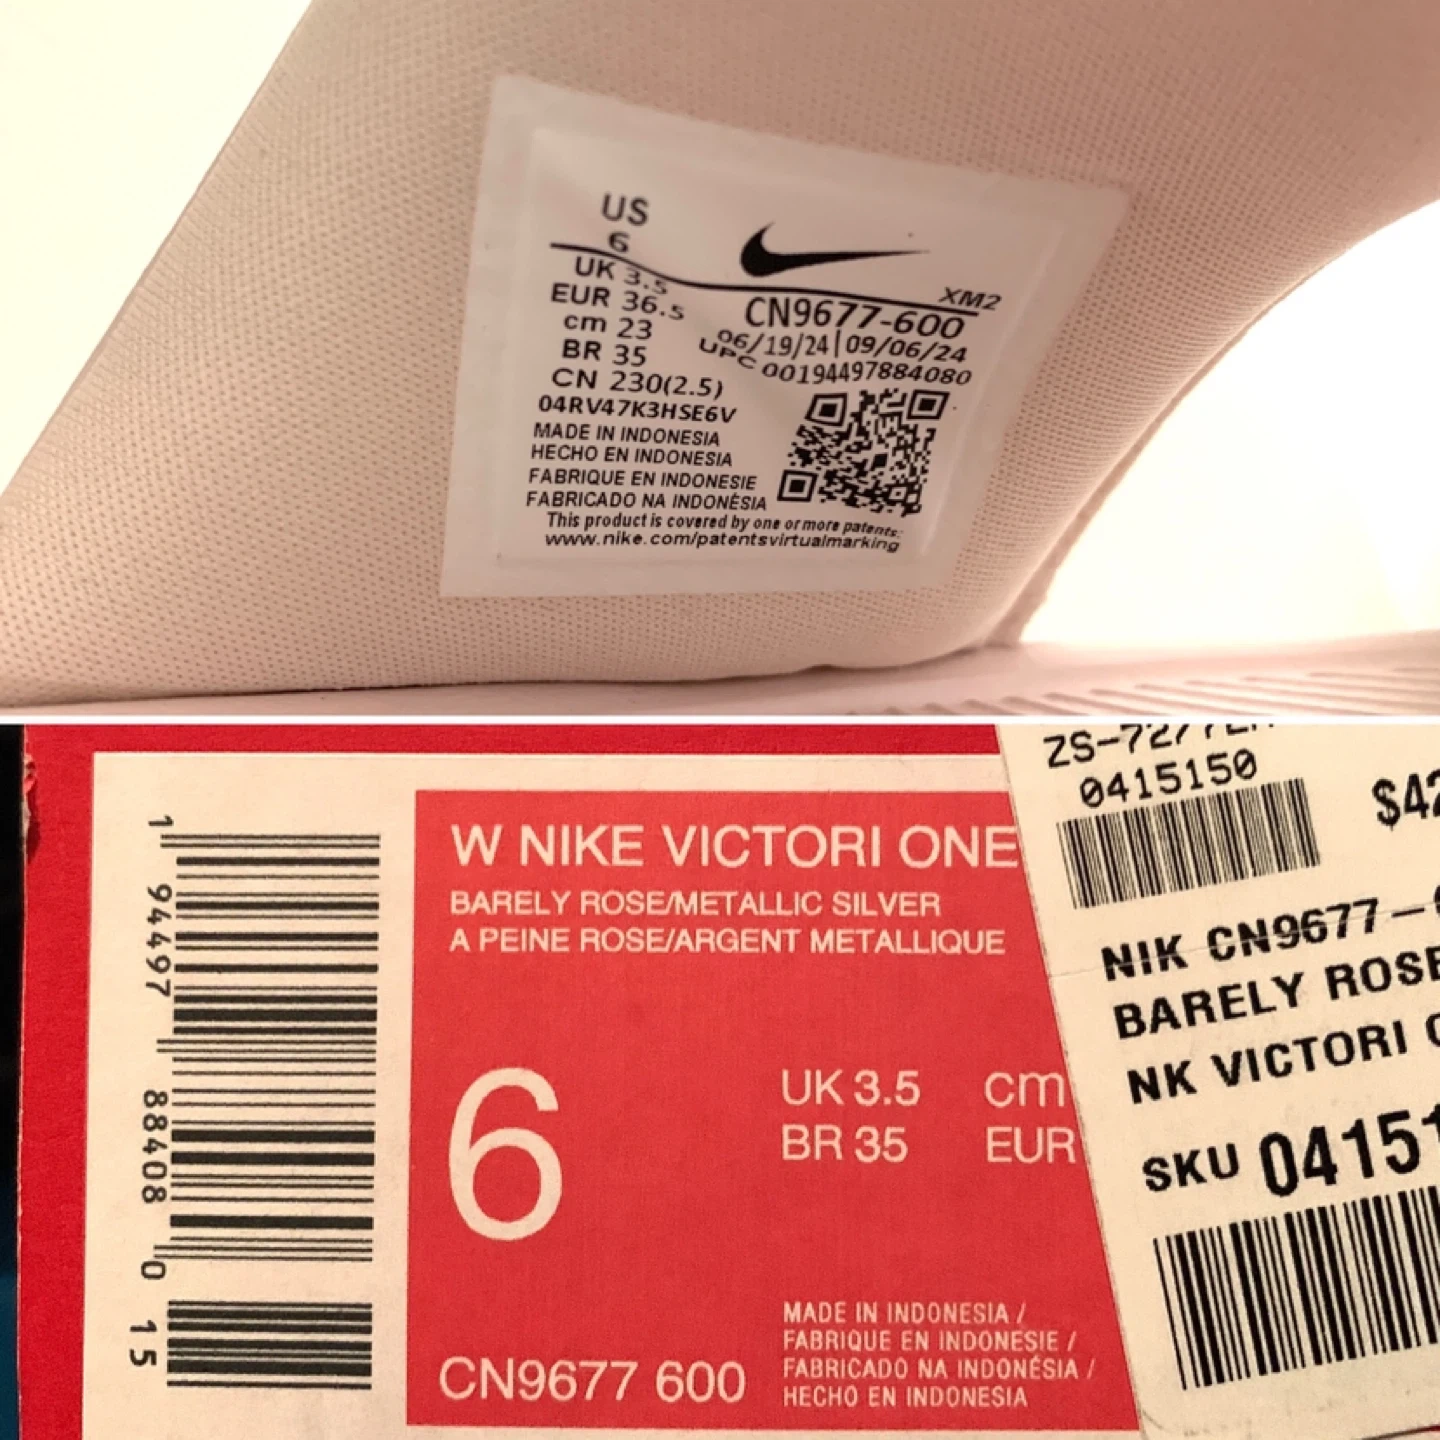 US
6
UK 3.5
EUR 36.5
cm 23
BR 35
CN 230(2.5)
04RV47K3HSE6V
MADE IN INDONESIA
HECHO EN INDONESIA
FABRIQUE EN INDONESIE
FABRICADO NA INDONÉSIA
This product is covered by one or more patents:
www.nike.com/patentsvirtualmarking
XM2
CN9677-600
06/19/24|09/06/24
UPC 00194497884080
1 94497 88408 0 15
W NIKE VICTORI ONE
BARELY ROSE/METALLIC SILVER
A PEINE ROSE/ARGENT METALLIQUE
6
UK 3.5 cm
BR 35 EUR
CN9677 600
MADE IN INDONESIA /
FABRIQUE EN INDONESIE /
FABRICADO NA INDONÉSIA /
HECHO EN INDONESIA
0415150
$42
NIK CN9677-
BARELY ROSE
NK VICTORI
SKU 04151